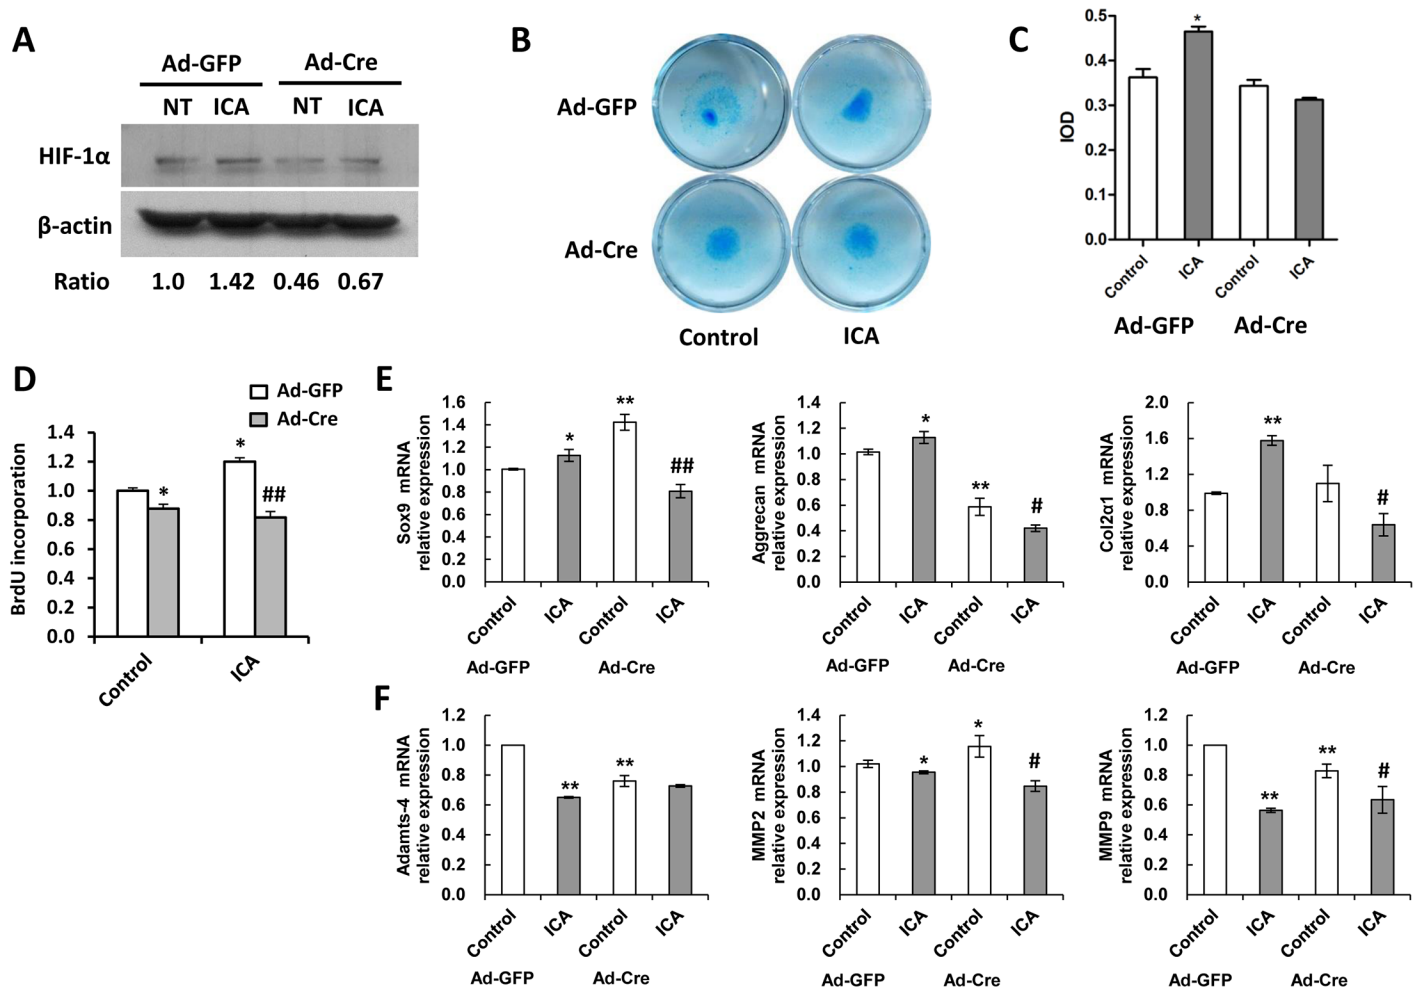 A
Ad-GFP Ad-Cre
NT ICA NT ICA
HIF-1α
β-actin
Ratio 1.0 1.42 0.46 0.67
B
Ad-GFP
Ad-Cre
Control ICA
C
IOD
0.5
0.4
0.3
0.2
0.1
0.0
*
Control ICA Control ICA
Ad-GFP Ad-Cre
D
Ad-GFP
Ad-Cre
BrdU incorporation
1.4
1.2
1.0
0.8
0.6
0.4
0.2
0.0
* * ##
Control ICA
E
Sox9 mRNA
relative expression
1.6
1.4
1.2
1.0
0.8
0.6
0.4
0.2
0.0
* ** ##
Control ICA Control ICA
Ad-GFP Ad-Cre
Aggrecan mRNA
relative expression
1.4
1.2
1.0
0.8
0.6
0.4
0.2
0.0
* ** #
Control ICA Control ICA
Ad-GFP Ad-Cre
Col2α1 mRNA
relative expression
2.0
1.6
1.2
0.8
0.4
0.0
** #
Control ICA Control ICA
Ad-GFP Ad-Cre
F
Adamts-4 mRNA
relative expression
1.2
1.0
0.8
0.6
0.4
0.2
0.0
** **
Control ICA Control ICA
Ad-GFP Ad-Cre
MMP2 mRNA
relative expression
1.4
1.2
1.0
0.8
0.6
0.4
0.2
0.0
* * #
Control ICA Control ICA
Ad-GFP Ad-Cre
MMP9 mRNA
relative expression
1.2
1.0
0.8
0.6
0.4
0.2
0.0
** ** #
Control ICA Control ICA
Ad-GFP Ad-Cre